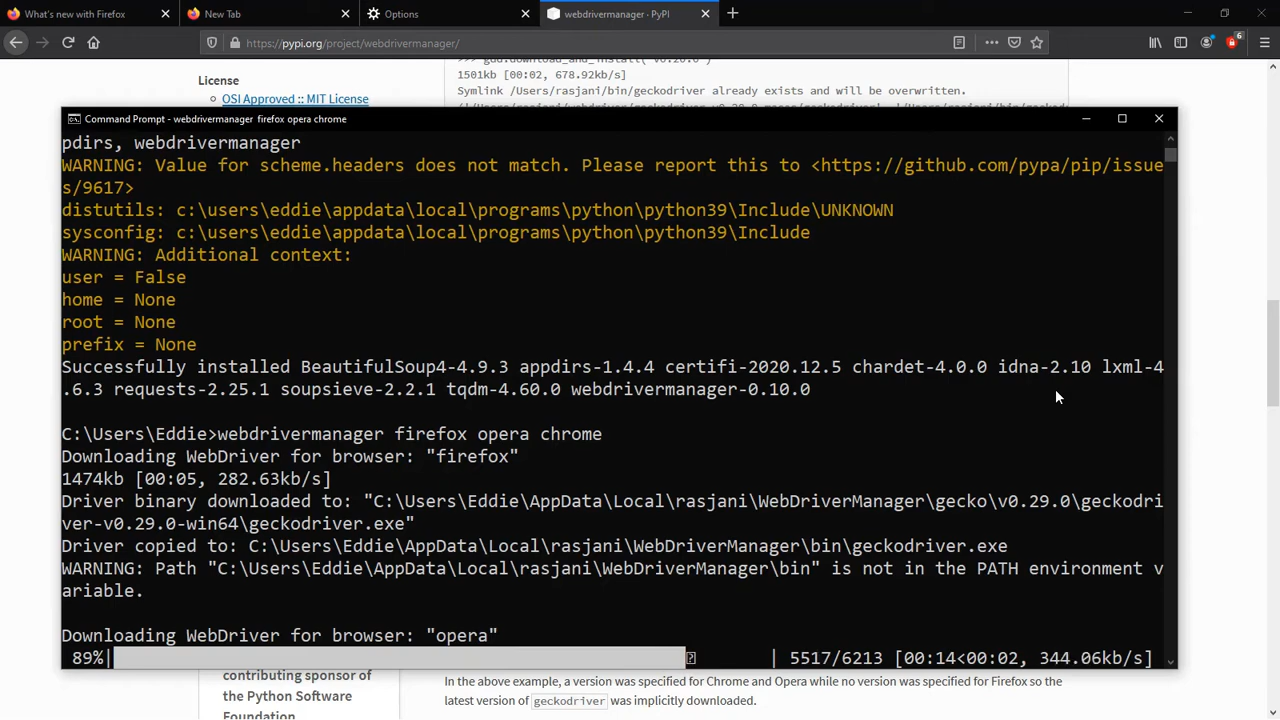 What's new with Firefox
New Tab
Options
webdrivermanager · PyPI
https://pypi.org/project/webdrivermanager/
6
License
OSI Approved :: MIT License
1501kb [00:02, 678.92kb/s]
Symlink /Users/rasjani/bin/geckodriver already exists and will be overwritten.
Command Prompt - webdrivermanager firefox opera chrome
pdirs, webdrivermanager
WARNING: Value for scheme.headers does not match. Please report this to <https://github.com/pypa/pip/issue
s/9617>
distutils: c:\users\eddie\appdata\local\programs\python\python39\Include\UNKNOWN
sysconfig: c:\users\eddie\appdata\local\programs\python\python39\Include
WARNING: Additional context:
user = False
home = None
root = None
prefix = None
Successfully installed BeautifulSoup4-4.9.3 appdirs-1.4.4 certifi-2020.12.5 chardet-4.0.0 idna-2.10 lxml-4
.6.3 requests-2.25.1 soupsieve-2.2.1 tqdm-4.60.0 webdrivermanager-0.10.0
C:\Users\Eddie>webdrivermanager firefox opera chrome
Downloading WebDriver for browser: "firefox"
1474kb [00:05, 282.63kb/s]
Driver binary downloaded to: "C:\Users\Eddie\AppData\Local\rasjani\WebDriverManager\gecko\v0.29.0\geckodri
ver-v0.29.0-win64\geckodriver.exe"
Driver copied to: C:\Users\Eddie\AppData\Local\rasjani\WebDriverManager\bin\geckodriver.exe
WARNING: Path "C:\Users\Eddie\AppData\Local\rasjani\WebDriverManager\bin" is not in the PATH environment v
ariable.
Downloading WebDriver for browser: "opera"
89%| | 5517/6213 [00:14<00:02, 344.06kb/s]
contributing sponsor of
the Python Software
Foundation
In the above example, a version was specified for Chrome and Opera while no version was specified for Firefox so the
latest version of geckodriver was implicitly downloaded.